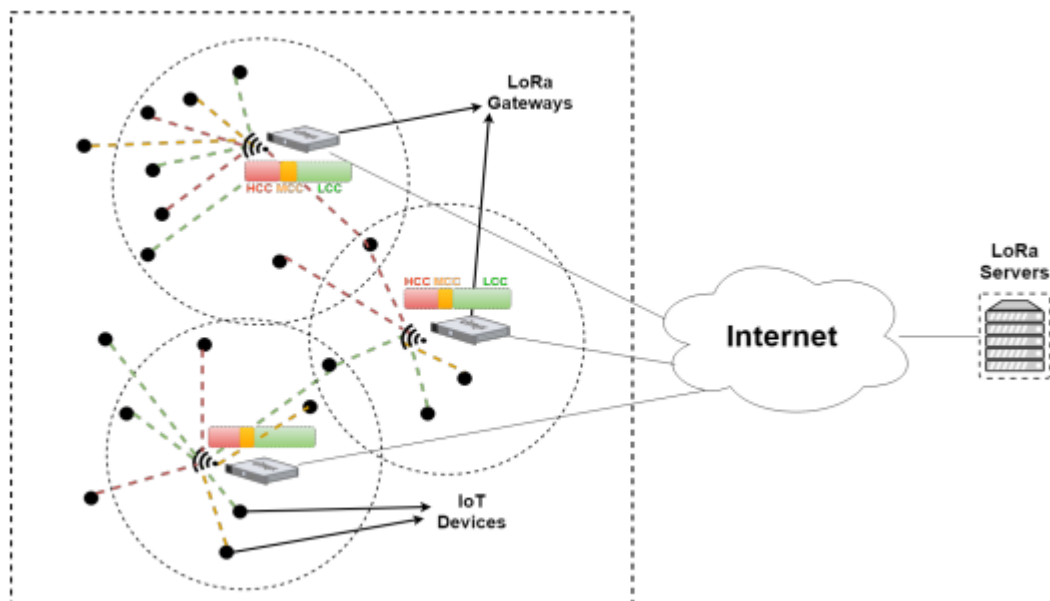 LoRa
Gateways
HCC MCC LCC
HCC MCC LCC
LoRa
Servers
Internet
IoT
Devices